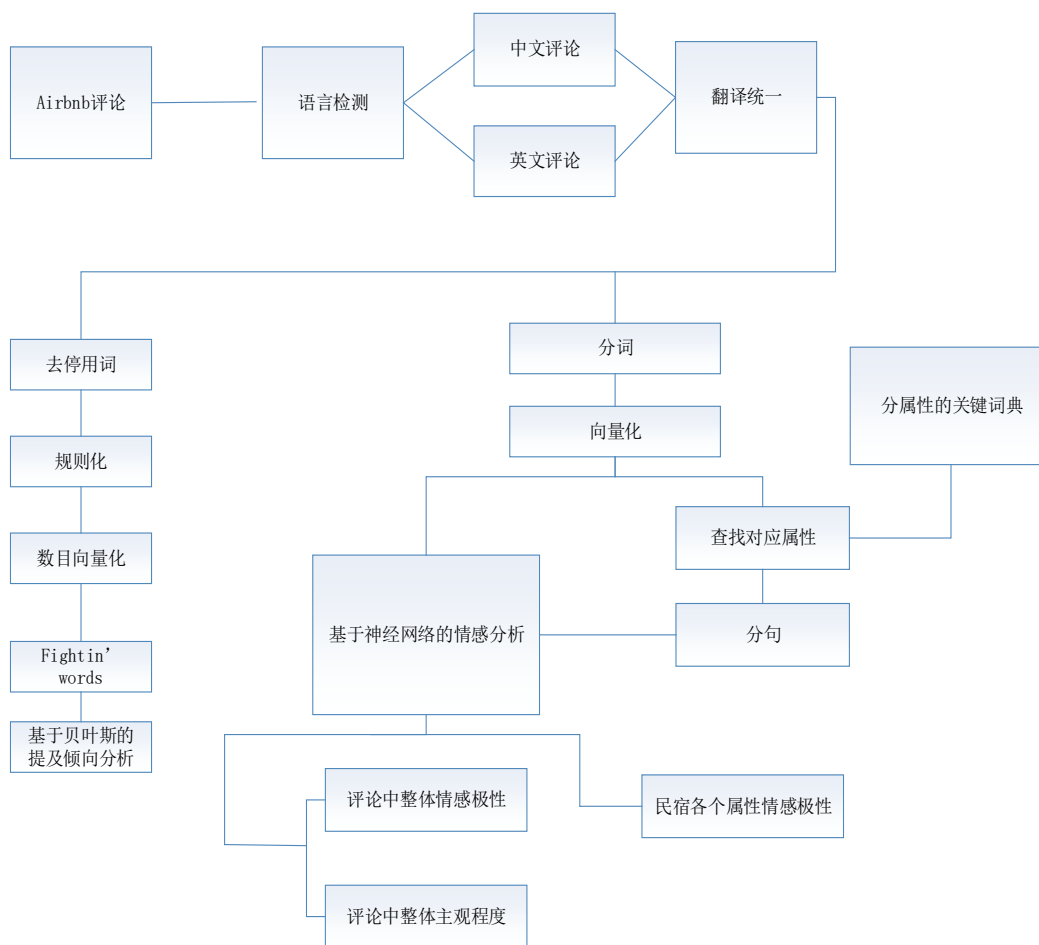 中文评论
Airbnb评论
语言检测
翻译统一
英文评论
去停用词
分词
分属性的关键词典
向量化
规则化
查找对应属性
数目向量化
基于神经网络的情感分析
分句
Fightin’
words
基于贝叶斯的
提及倾向分析
评论中整体情感极性
民宿各个属性情感极性
评论中整体主观程度